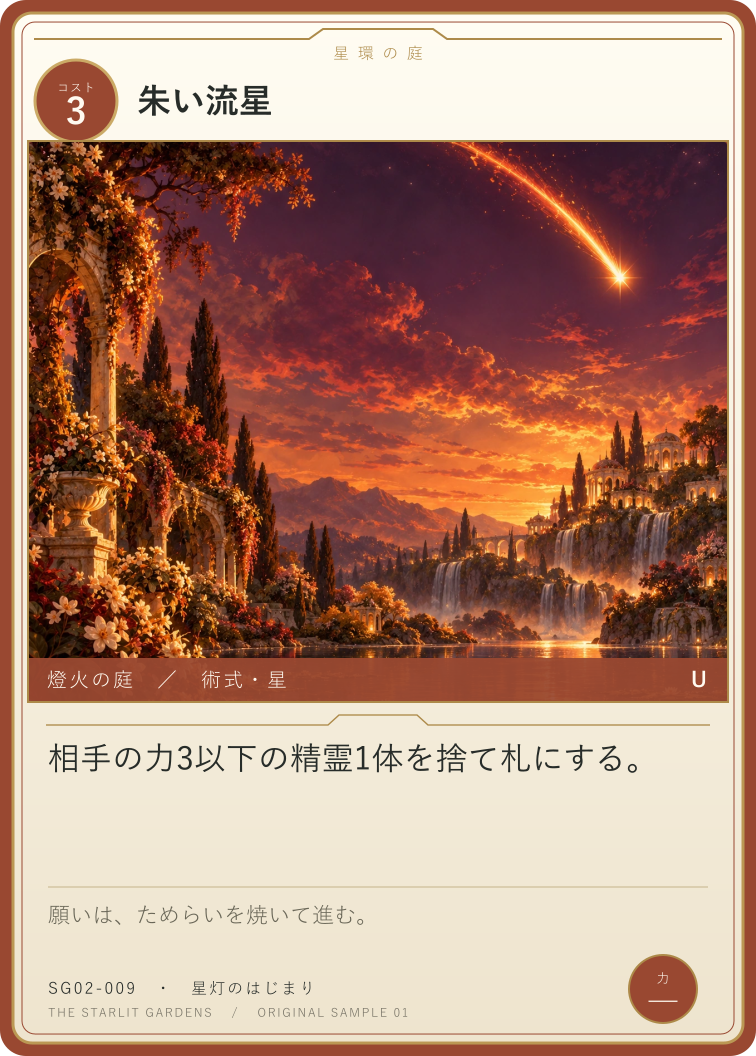 星環の庭
コスト
3
朱い流星
燈火の庭 ／ 術式・星
U
相手の力3以下の精霊1体を捨て札にする。
願いは、ためらいを焼いて進む。
SG02-009 ・ 星灯のはじまり
THE STARLIT GARDENS / ORIGINAL SAMPLE 01
力
—